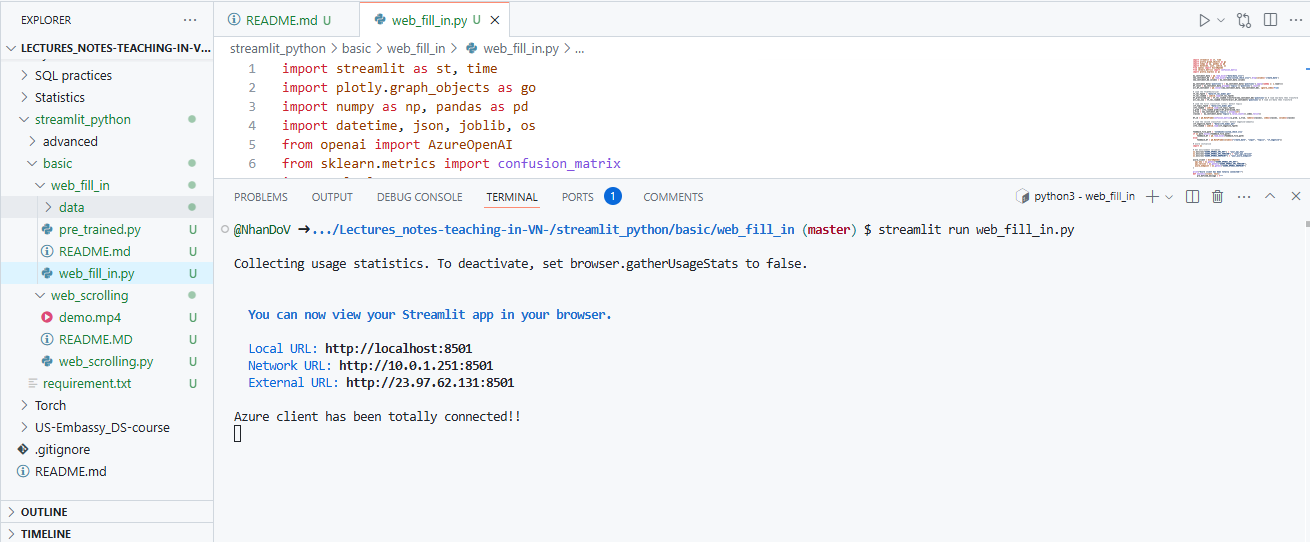 EXPLORER
...
LECTURES_NOTES-TEACHING-IN-V...
SQL practices
Statistics
streamlit_python
advanced
basic
web_fill_in
data
pre_trained.py U
README.md U
web_fill_in.py U
web_scrolling
demo.mp4 U
README.MD U
web_scrolling.py U
requirement.txt U
Torch
US-Embassy_DS-course
.gitignore
README.md
OUTLINE
TIMELINE
README.md U
web_fill_in.py U
streamlit_python > basic > web_fill_in > web_fill_in.py > ...
1 import streamlit as st, time
2 import plotly.graph_objects as go
3 import numpy as np, pandas as pd
4 import datetime, json, joblib, os
5 from openai import AzureOpenAI
6 from sklearn.metrics import confusion_matrix
PROBLEMS OUTPUT DEBUG CONSOLE TERMINAL PORTS 1 COMMENTS
python3 - web_fill_in
@NhanDoV ➜.../Lectures_notes-teaching-in-VN-/streamlit_python/basic/web_fill_in (master) $ streamlit run web_fill_in.py
Collecting usage statistics. To deactivate, set browser.gatherUsageStats to false.
You can now view your Streamlit app in your browser.
Local URL: http://localhost:8501
Network URL: http://10.0.1.251:8501
External URL: http://23.97.62.131:8501
Azure client has been totally connected!!